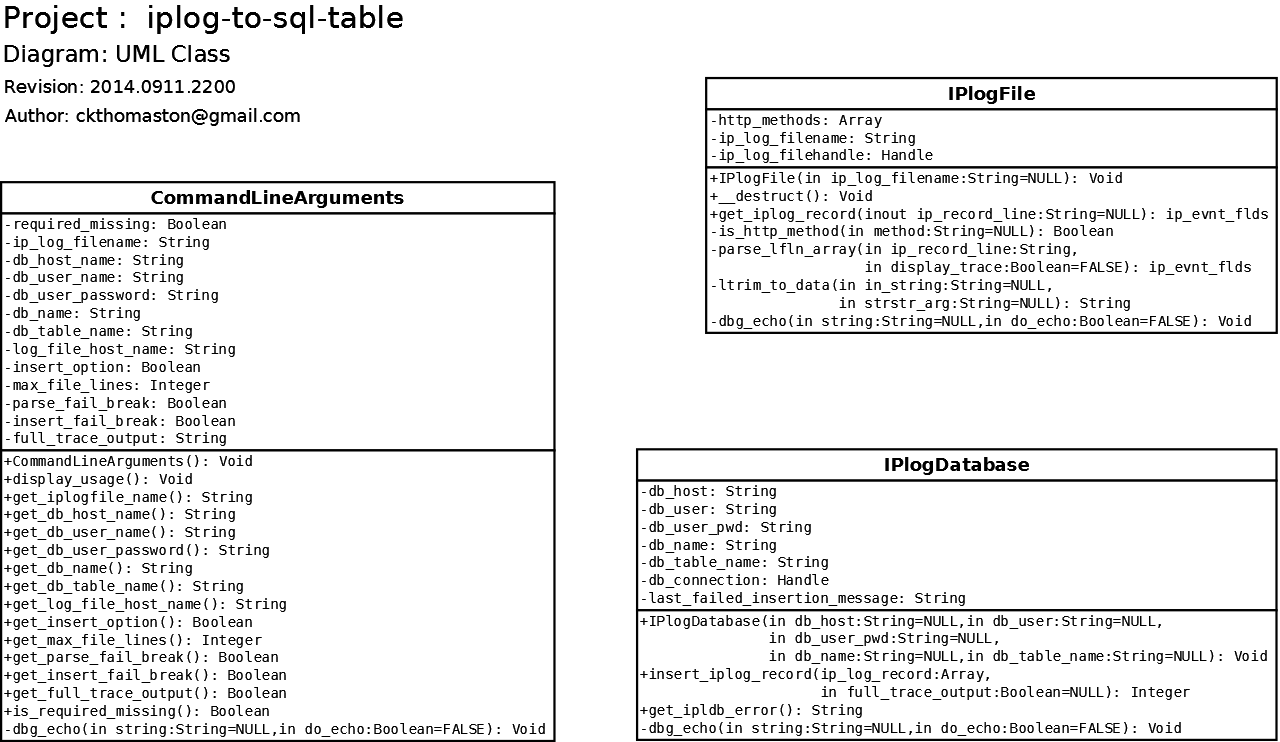 Project :  iplog-to-sql-table
Diagram: UML Class
Revision: 2014.0911.2200
Author: ckthomaston@gmail.com
CommandLineArguments
-required_missing: Boolean
-ip_log_filename: String
-db_host_name: String
-db_user_name: String
-db_user_password: String
-db_name: String
-db_table_name: String
-log_file_host_name: String
-insert_option: Boolean
-max_file_lines: Integer
-parse_fail_break: Boolean
-insert_fail_break: Boolean
-full_trace_output: String
+CommandLineArguments(): Void
+display_usage(): Void
+get_iplogfile_name(): String
+get_db_host_name(): String
+get_db_user_name(): String
+get_db_user_password(): String
+get_db_name(): String
+get_db_table_name(): String
+get_log_file_host_name(): String
+get_insert_option(): Boolean
+get_max_file_lines(): Integer
+get_parse_fail_break(): Boolean
+get_insert_fail_break(): Boolean
+get_full_trace_output(): Boolean
+is_required_missing(): Boolean
-dbg_echo(in string:String=NULL,in do_echo:Boolean=FALSE): Void
IPlogFile
-http_methods: Array
-ip_log_filename: String
-ip_log_filehandle: Handle
+IPlogFile(in ip_log_filename:String=NULL): Void
+__destruct(): Void
+get_iplog_record(inout ip_record_line:String=NULL): ip_evnt_flds
-is_http_method(in method:String=NULL): Boolean
-parse_lfln_array(in ip_record_line:String,
in display_trace:Boolean=FALSE): ip_evnt_flds
-ltrim_to_data(in in_string:String=NULL,
in strstr_arg:String=NULL): String
-dbg_echo(in string:String=NULL,in do_echo:Boolean=FALSE): Void
IPlogDatabase
-db_host: String
-db_user: String
-db_user_pwd: String
-db_name: String
-db_table_name: String
-db_connection: Handle
-last_failed_insertion_message: String
+IPlogDatabase(in db_host:String=NULL,in db_user:String=NULL,
in db_user_pwd:String=NULL,
in db_name:String=NULL,in db_table_name:String=NULL): Void
+insert_iplog_record(ip_log_record:Array,
in full_trace_output:Boolean=NULL): Integer
+get_ipldb_error(): String
-dbg_echo(in string:String=NULL,in do_echo:Boolean=FALSE): Void